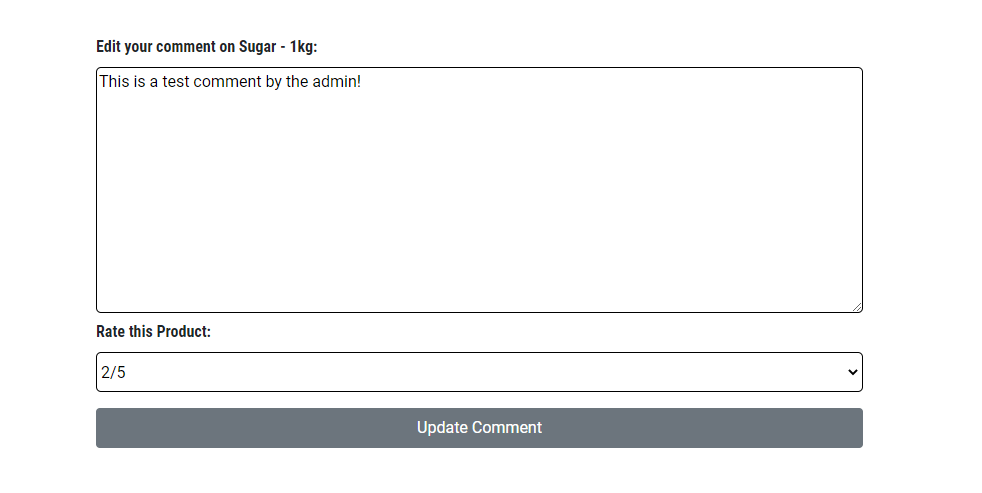 Edit your comment on Sugar - 1kg:
This is a test comment by the admin!
Rate this Product:
2/5
Update Comment